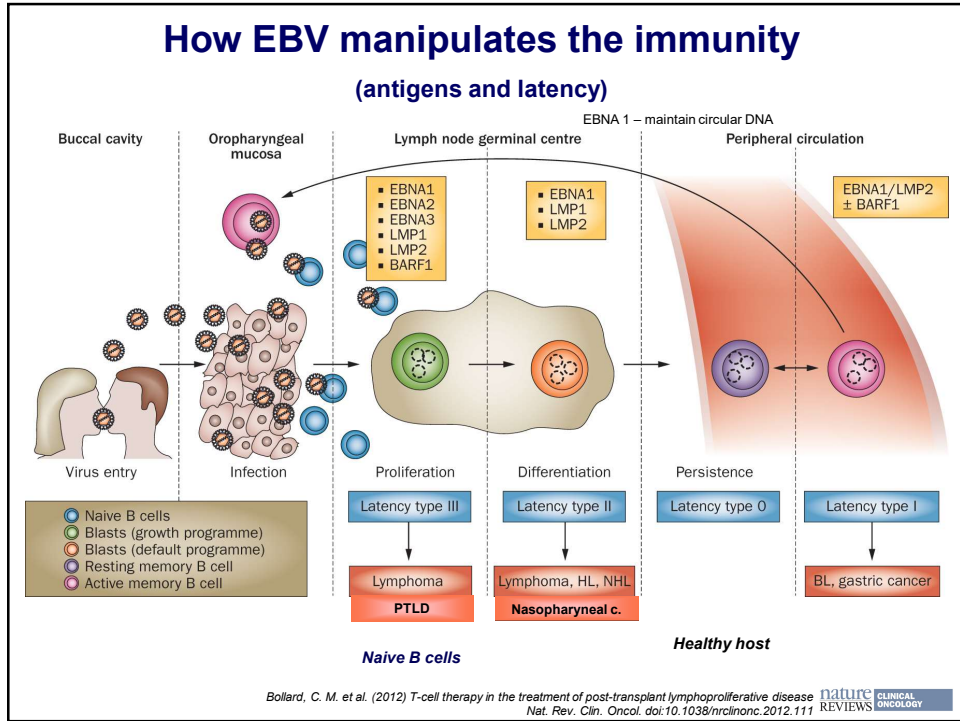 How EBV manipulates the immunity
(antigens and latency)
EBNA 1 – maintain circular DNA
Buccal cavity
Oropharyngeal
mucosa
Lymph node germinal centre
Peripheral circulation
▪ EBNA1
▪ EBNA2
▪ EBNA3
▪ LMP1
▪ LMP2
▪ BARF1
▪ EBNA1
▪ LMP1
▪ LMP2
EBNA1/LMP2
± BARF1
Virus entry
Infection
Proliferation
Differentiation
Persistence
Naive B cells
Blasts (growth programme)
Blasts (default programme)
Resting memory B cell
Active memory B cell
Latency type III
Latency type II
Latency type 0
Latency type I
Lymphoma
Lymphoma, HL, NHL
BL, gastric cancer
PTLD
Nasopharyneal c.
Naive B cells
Healthy host
Bollard, C. M. et al. (2012) T-cell therapy in the treatment of post-transplant lymphoproliferative disease
Nat. Rev. Clin. Oncol. doi:10.1038/nrclinonc.2012.111
nature
REVIEWS
CLINICAL
ONCOLOGY